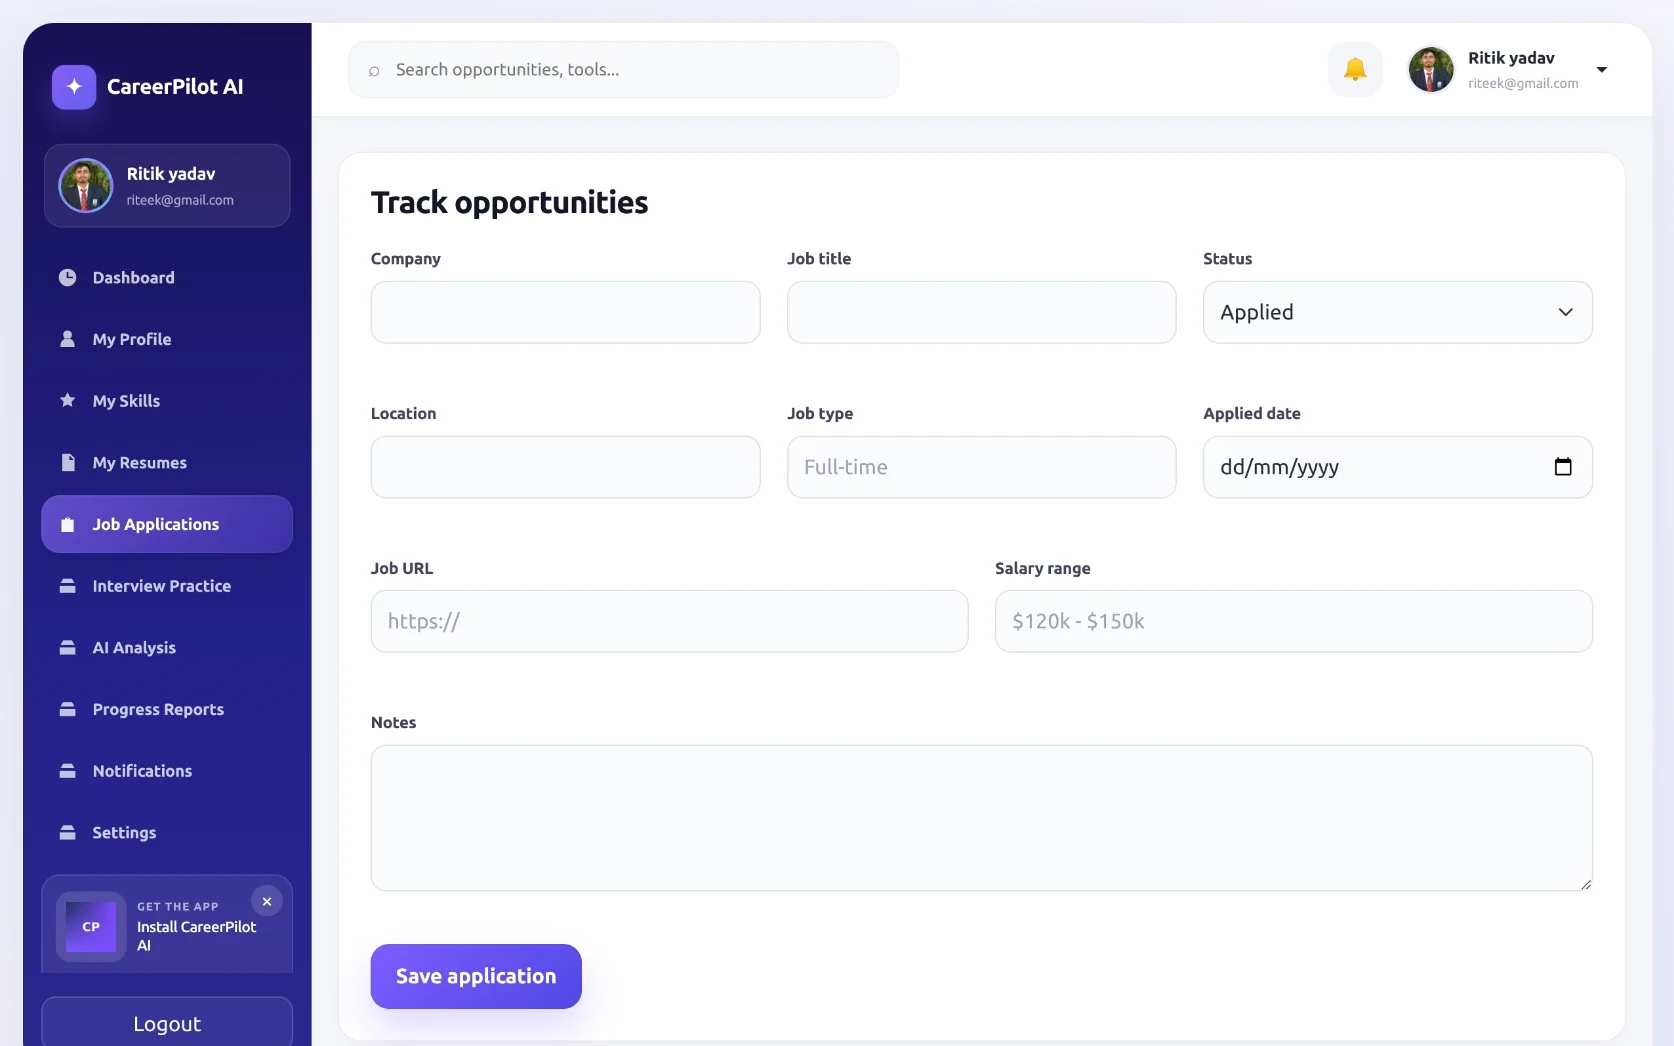 CareerPilot AI
Ritik yadav
riteek@gmail.com
Dashboard
My Profile
My Skills
My Resumes
Job Applications
Interview Practice
AI Analysis
Progress Reports
Notifications
Settings
CP
GET THE APP
Install CareerPilot
AI
×
Logout
Search opportunities, tools...
Ritik yadav
riteek@gmail.com
Track opportunities
Company
Job title
Status
Applied
Location
Job type
Full-time
Applied date
dd/mm/yyyy
Job URL
https://
Salary range
$120k - $150k
Notes
Save application